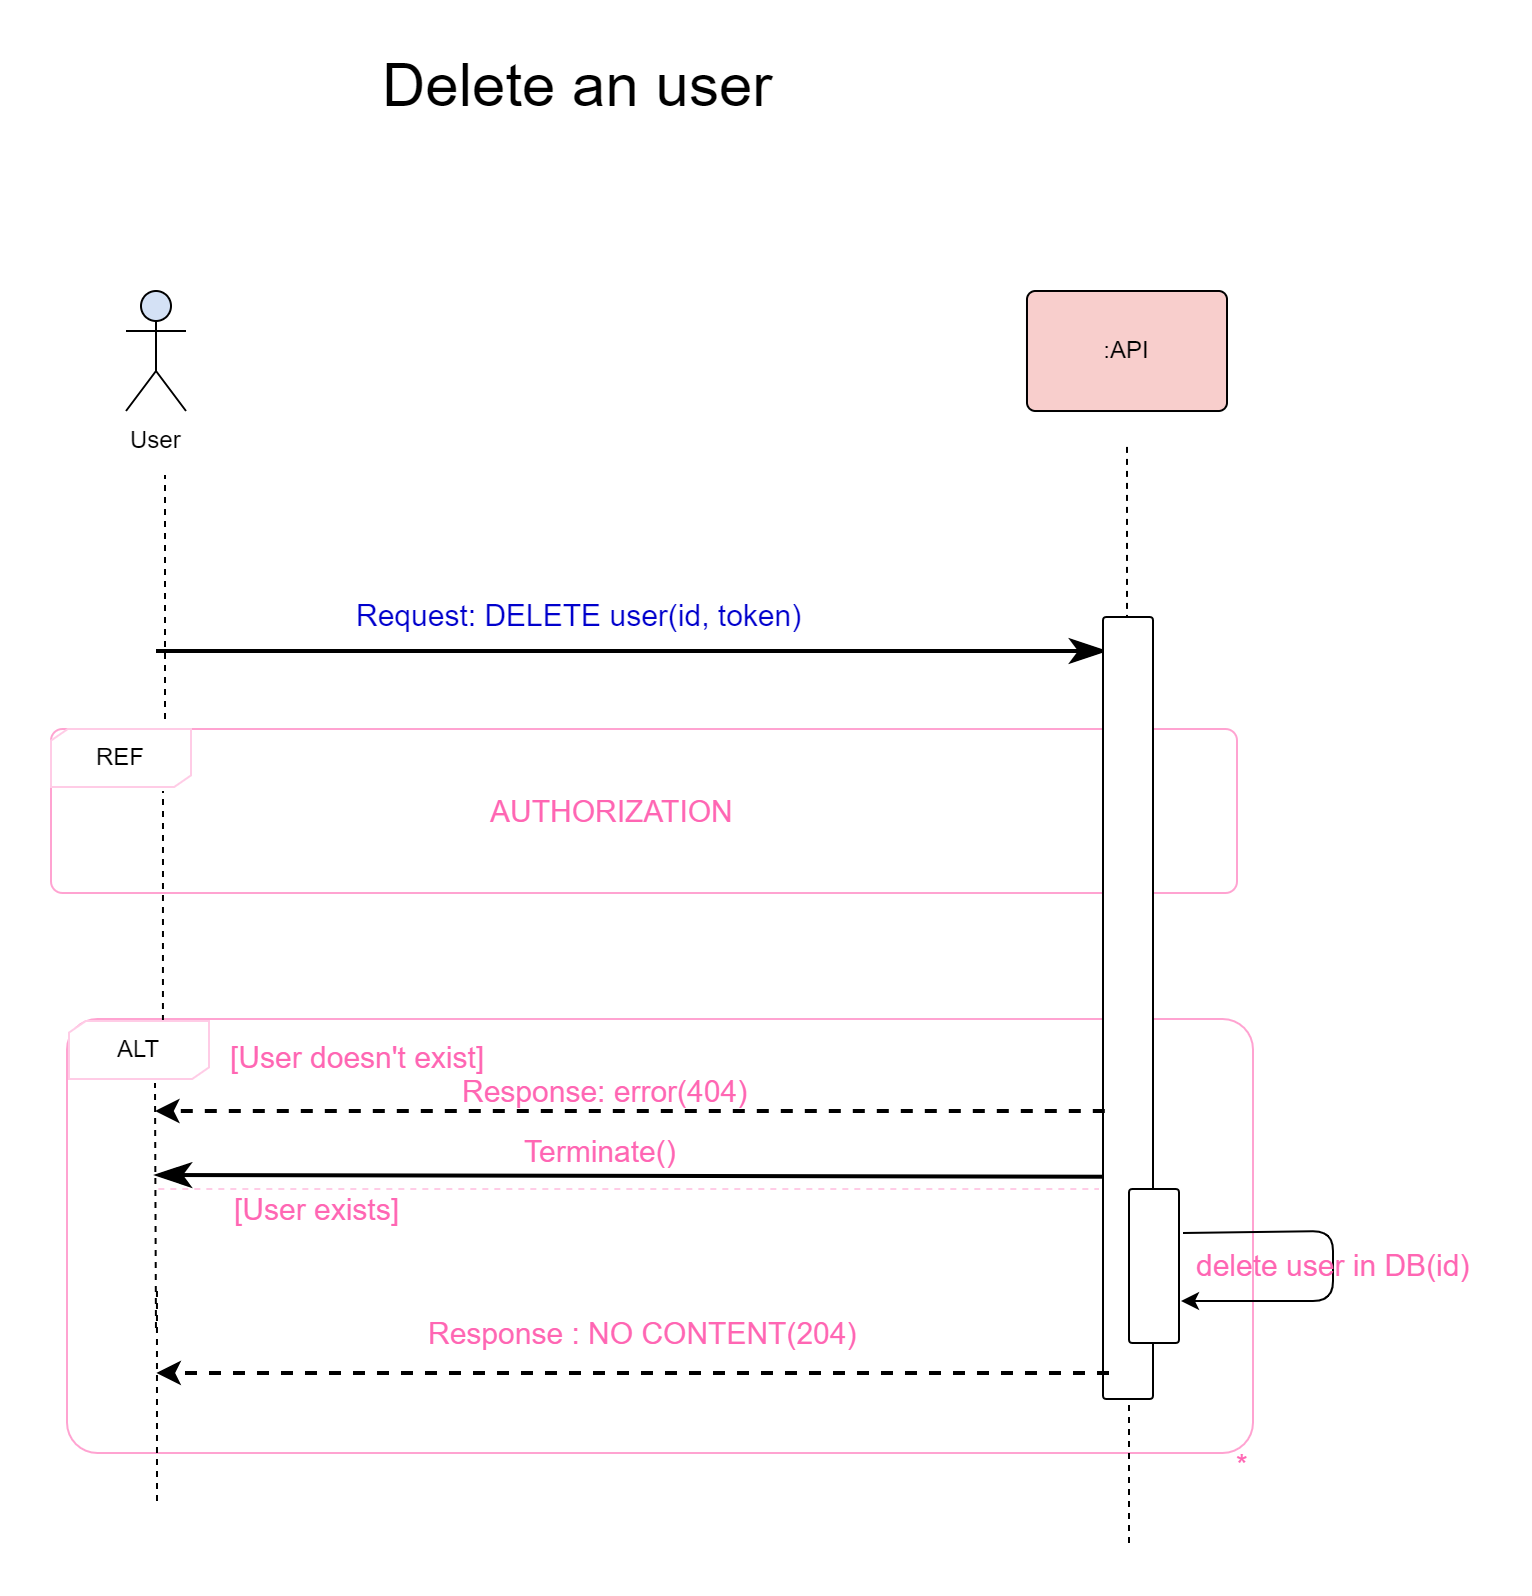 Delete an user
:API
User
Request: DELETE user(id, token)
REF
AUTHORIZATION
ALT
[User doesn't exist]
Response: error(404)
Terminate()
[User exists]
delete user in DB(id)
Response : NO CONTENT(204)
*